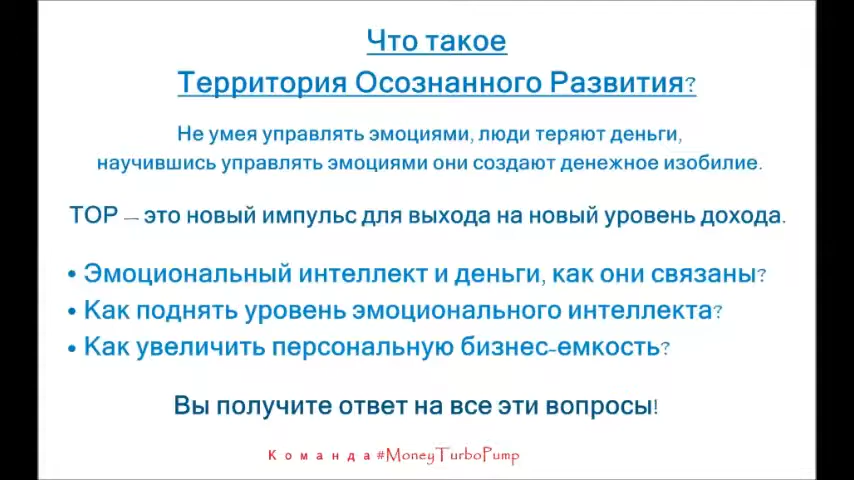 Что такое
Территория Осознанного Развития?
Не умея управлять эмоциями, люди теряют деньги,
научившись управлять эмоциями они создают денежное изобилие.
ТОР – это новый импульс для выхода на новый уровень дохода.
• Эмоциональный интеллект и деньги, как они связаны?
• Как поднять уровень эмоционального интеллекта?
• Как увеличить персональную бизнес-емкость?
Вы получите ответ на все эти вопросы!
Команда #MoneyTurboPump